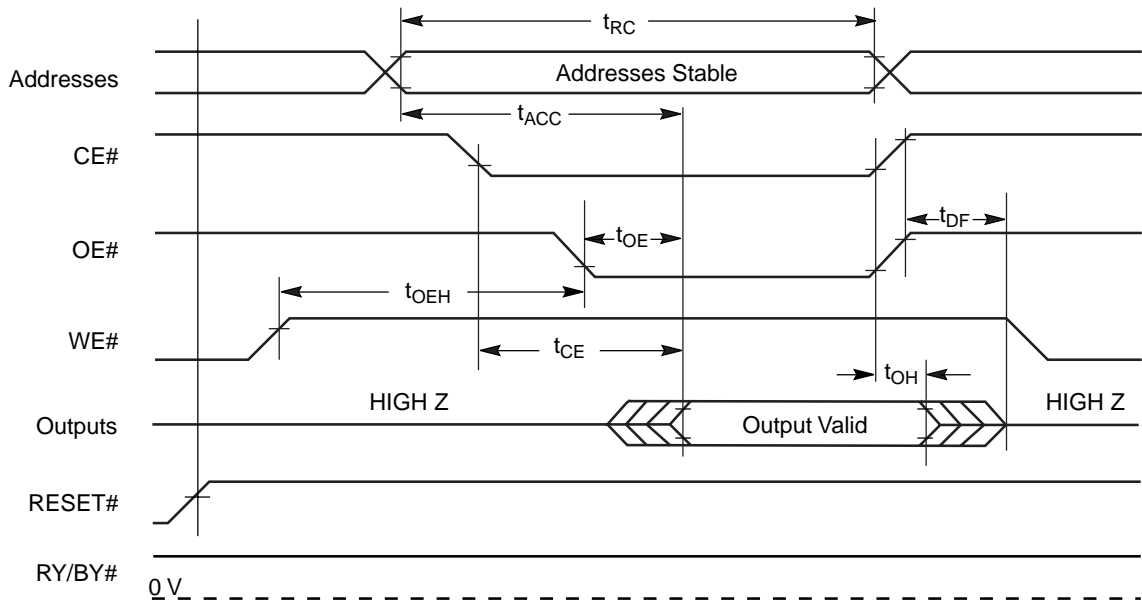 tRC
Addresses
Addresses Stable
tACC
CE#
tDF
OE#
tOE
tOEH
WE#
tCE
tOH
HIGH Z
HIGH Z
Outputs
Output Valid
RESET#
RY/BY#
0 V